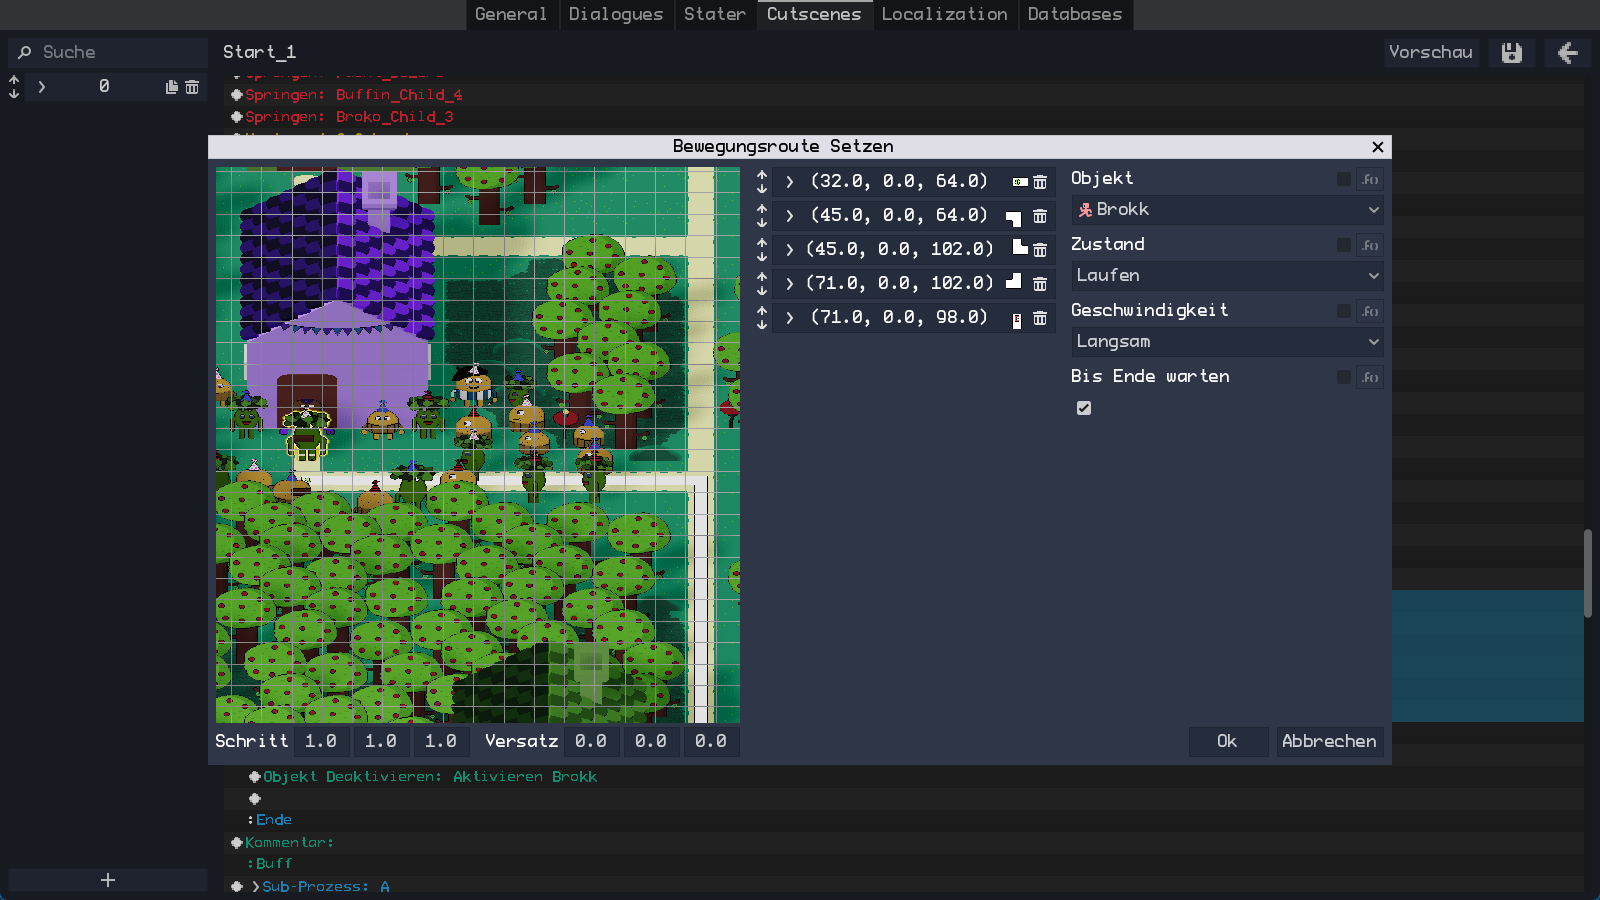 General
Dialogues
Stater
Cutscenes
Localization
Databases
Suche
Start_1
Vorschau
0
Springen: Buffin_Child_4
Springen: Broko_Child_3
Bewegungsroute Setzen
(32.0, 0.0, 64.0)
(45.0, 0.0, 64.0)
(45.0, 0.0, 102.0)
(71.0, 0.0, 102.0)
(71.0, 0.0, 98.0)
Objekt
Brokk
Zustand
Laufen
Geschwindigkeit
Langsam
Bis Ende warten
Schritt 1.0 1.0 1.0 Versatz 0.0 0.0 0.0
Ok
Abbrechen
Objekt Deaktivieren: Aktivieren Brokk
:Ende
Kommentar:
:Buff
Sub-Prozess: A